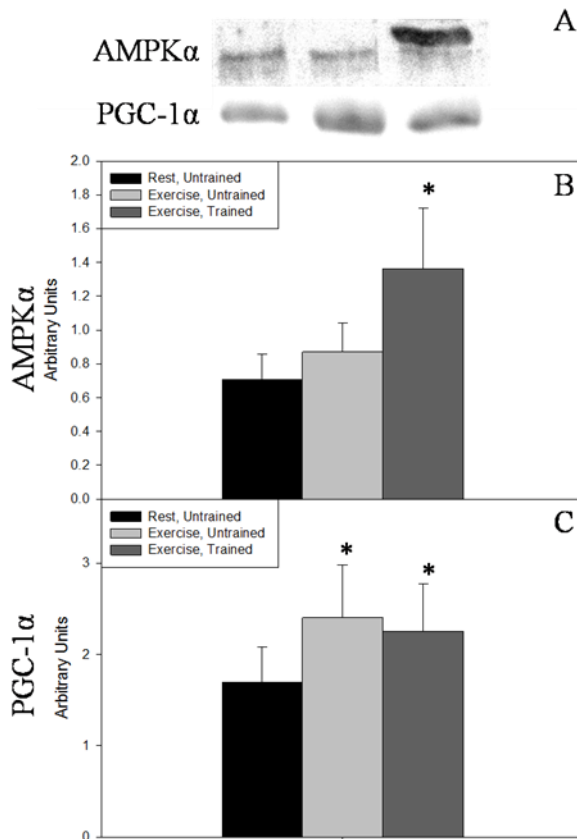 A
AMPKα
PGC-1α
B
AMPKα
Arbitrary Units
2.0
1.8
1.6
1.4
1.2
1.0
0.8
0.6
0.4
0.2
0.0
Rest, Untrained
Exercise, Untrained
Exercise, Trained
*
C
PGC-1α
Arbitrary Units
3
2
1
0
Rest, Untrained
Exercise, Untrained
Exercise, Trained
* *